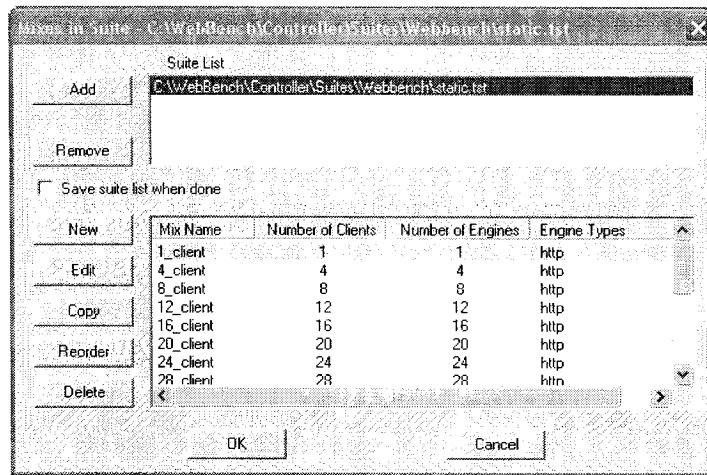 Mixes in Suite - C:\WebBench\Controller\Suites\Webbench\static.tst
Suite List
Add
C:\WebBench\Controller\Suites\Webbench\static.tst
Remove
Save suite list when done
New
Mix Name Number of Clients Number of Engines Engine Types
1_client 1 1 http
Edit
4_client 4 4 http
8_client 8 8 http
Copy
12_client 12 12 http
16_client 16 16 http
Reorder
20_client 20 20 http
24_client 24 24 http
Delete
28_client 28 28 http
OK Cancel